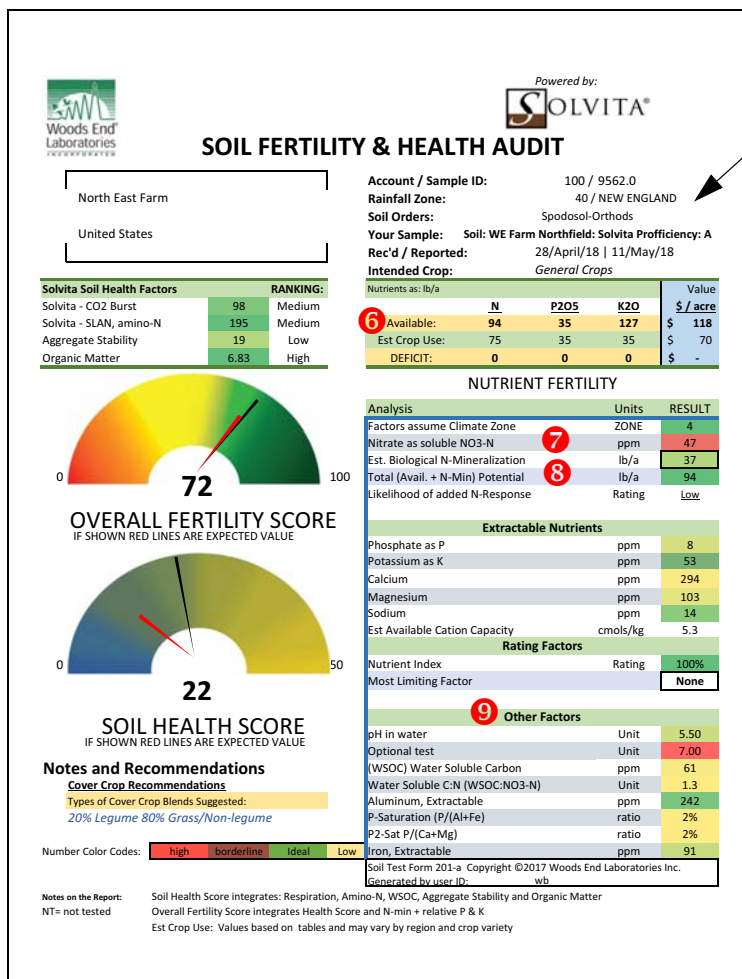 Powered by:
SOLVITA®
Woods End®
Laboratories
INCORPORATED
SOIL FERTILITY & HEALTH AUDIT
North East Farm
United States
Account / Sample ID: 100 / 9562.0
Rainfall Zone: 40 / NEW ENGLAND
Soil Orders: Spodosol-Orthods
Your Sample: Soil: WE Farm Northfield: Solvita Profficiency: A
Rec'd / Reported: 28/April/18 | 11/May/18
Intended Crop: General Crops
Solvita Soil Health Factors RANKING:
Solvita - CO2 Burst 98 Medium
Solvita - SLAN, amino-N 195 Medium
Aggregate Stability 19 Low
Organic Matter 6.83 High
Nutrients as: lb/a Value
N P2O5 K2O $ / acre
6 Available: 94 35 127 $ 118
Est Crop Use: 75 35 35 $ 70
DEFICIT: 0 0 0 $ -
0 72 100
OVERALL FERTILITY SCORE
IF SHOWN RED LINES ARE EXPECTED VALUE
0 22 50
SOIL HEALTH SCORE
IF SHOWN RED LINES ARE EXPECTED VALUE
NUTRIENT FERTILITY
Analysis Units RESULT
Factors assume Climate Zone ZONE 4
Nitrate as soluble NO3-N 7 ppm 47
Est. Biological N-Mineralization lb/a 37
Total (Avail. + N-Min) Potential 8 lb/a 94
Likelihood of added N-Response Rating Low
Extractable Nutrients
Phosphate as P ppm 8
Potassium as K ppm 53
Calcium ppm 294
Magnesium ppm 103
Sodium ppm 14
Est Available Cation Capacity cmols/kg 5.3
Rating Factors
Nutrient Index Rating 100%
Most Limiting Factor None
9 Other Factors
pH in water Unit 5.50
Optional test Unit 7.00
(WSOC) Water Soluble Carbon ppm 61
Water Soluble C:N (WSOC:NO3-N) Unit 1.3
Aluminum, Extractable ppm 242
P-Saturation (P/(Al+Fe) ratio 2%
P2-Sat P/(Ca+Mg) ratio 2%
Iron, Extractable ppm 91
Soil Test Form 201-a Copyright ©2017 Woods End Laboratories Inc.
Generated by user ID: wb
Notes and Recommendations
Cover Crop Recommendations
Types of Cover Crop Blends Suggested:
20% Legume 80% Grass/Non-legume
Number Color Codes: high borderline Ideal Low
Notes on the Report: Soil Health Score integrates: Respiration, Amino-N, WSOC, Aggregate Stability and Organic Matter
NT= not tested Overall Fertility Score integrates Health Score and N-min + relative P & K
Est Crop Use: Values based on tables and may vary by region and crop variety